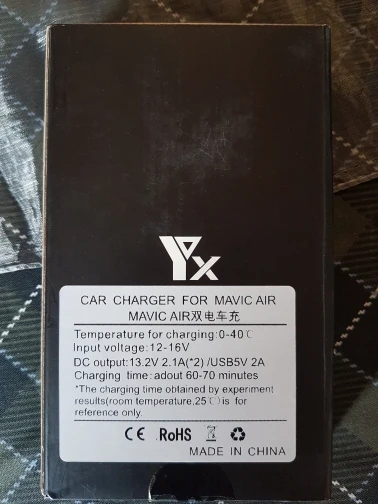 Yx
CAR CHARGER FOR MAVIC AIR
MAVIC AIR双电车充
Temperature for charging:0-40℃
Input voltage:12-16V
DC output:13.2V 2.1A(*2) /USB5V 2A
Charging time:adout 60-70 minutes
*The charging time obtained by experiment
results(room temperature,25℃)is for
reference only.
CE RoHS
MADE IN CHINA